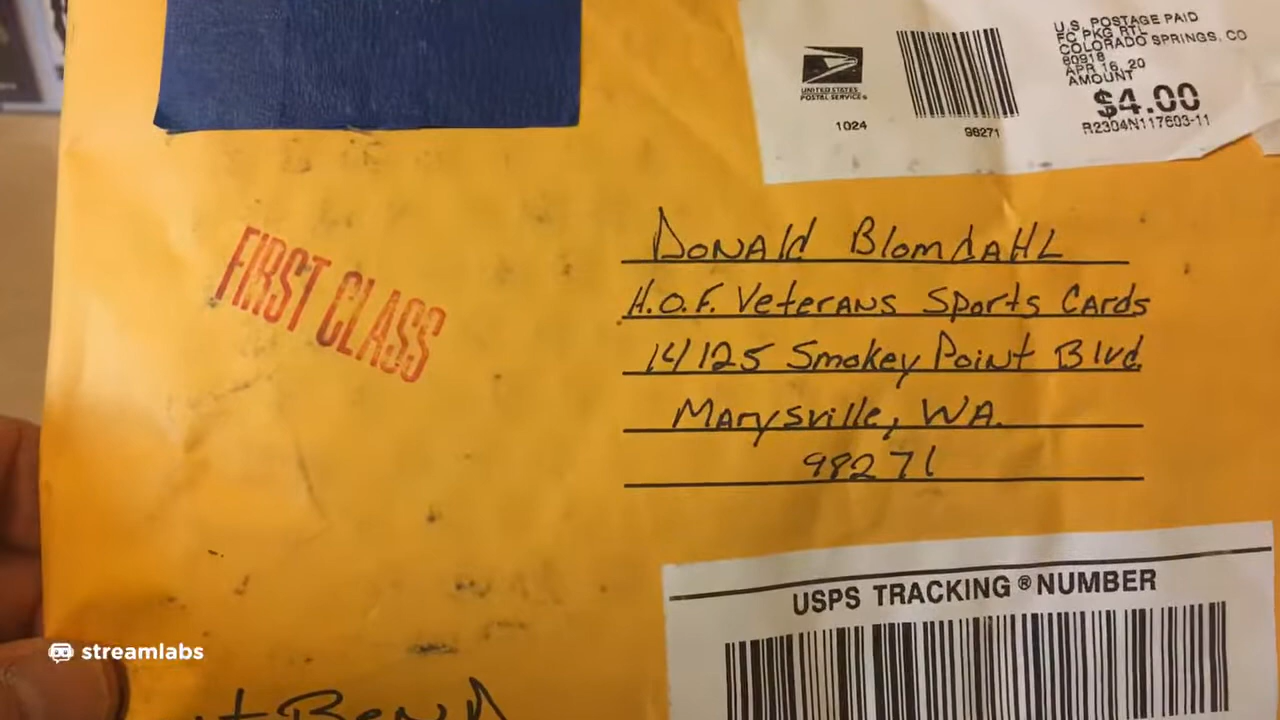 U.S. POSTAGE PAID
FC PKG RTL
COLORADO SPRINGS, CO
80918
APR 16, 20
AMOUNT
$4.00
R2304N117603-11
UNITED STATES
POSTAL SERVICE®
1024
98271
FIRST CLASS
DONAld BlomdAHL
H.O.F. VeterANS Sports CArds
14125 Smokey Point Blvd
MArysville, WA.
98271
USPS TRACKING ® NUMBER
streamlabs
t BeND